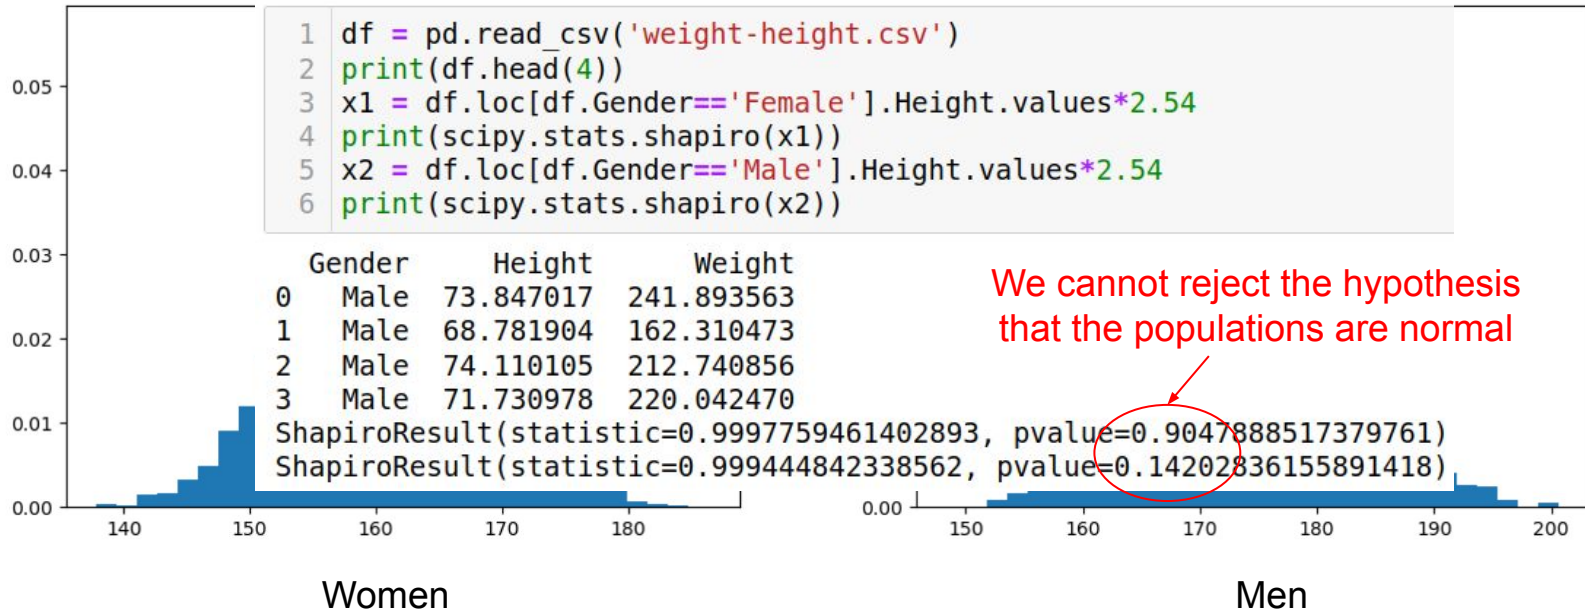 1 df = pd.read_csv('weight-height.csv')
2 print(df.head(4))
3 x1 = df.loc[df.Gender=='Female'].Height.values*2.54
4 print(scipy.stats.shapiro(x1))
5 x2 = df.loc[df.Gender=='Male'].Height.values*2.54
6 print(scipy.stats.shapiro(x2))
Gender Height Weight
0 Male 73.847017 241.893563
1 Male 68.781904 162.310473
2 Male 74.110105 212.740856
3 Male 71.730978 220.042470
ShapiroResult(statistic=0.9997759461402893, pvalue=0.9047888517379761)
ShapiroResult(statistic=0.999444842338562, pvalue=0.14202836155891418)
We cannot reject the hypothesis
that the populations are normal
0.05
0.04
0.03
0.02
0.01
0.00
140 150 160 170 180
0.00
150 160 170 180 190 200
Women
Men